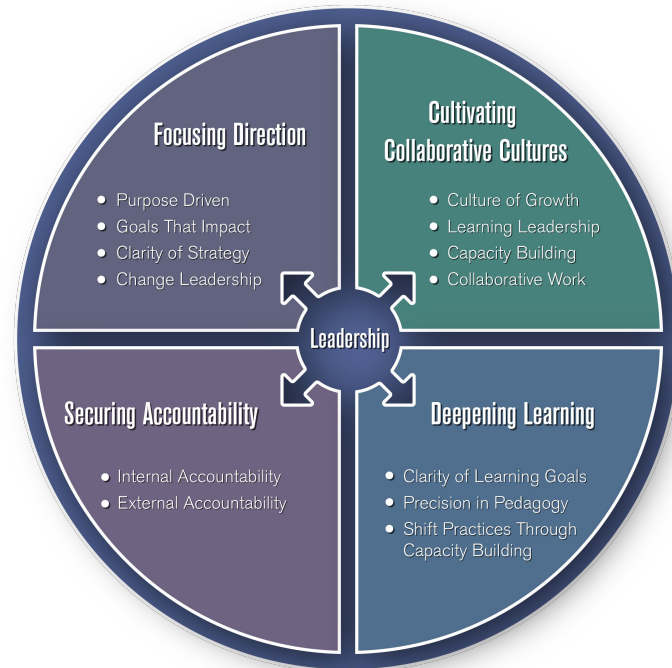 Focusing Direction
• Purpose Driven
• Goals That Impact
• Clarity of Strategy
• Change Leadership
Cultivating
Collaborative Cultures
• Culture of Growth
• Learning Leadership
• Capacity Building
• Collaborative Work
Leadership
Securing Accountability
• Internal Accountability
• External Accountability
Deepening Learning
• Clarity of Learning Goals
• Precision in Pedagogy
• Shift Practices Through
Capacity Building